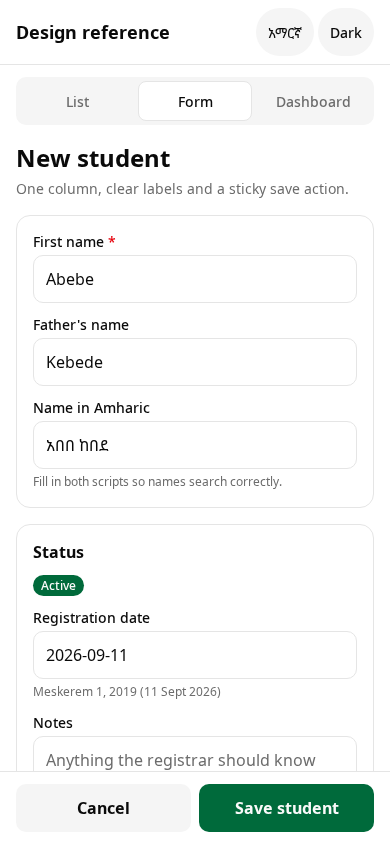 Design reference
አማርኛ
Dark
List
Form
Dashboard
New student
One column, clear labels and a sticky save action.
First name *
Abebe
Father's name
Kebede
Name in Amharic
አበበ ከበደ
Fill in both scripts so names search correctly.
Status
Active
Registration date
2026-09-11
Meskerem 1, 2019 (11 Sept 2026)
Notes
Anything the registrar should know
Cancel
Save student